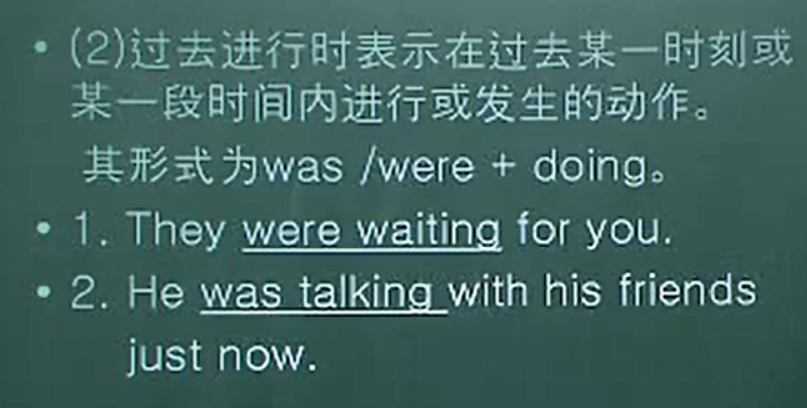 • (2)过去进行时表示在过去某一时刻或
某一段时间内进行或发生的动作。
其形式为was /were + doing。
• 1. They were waiting for you.
• 2. He was talking with his friends
just now.